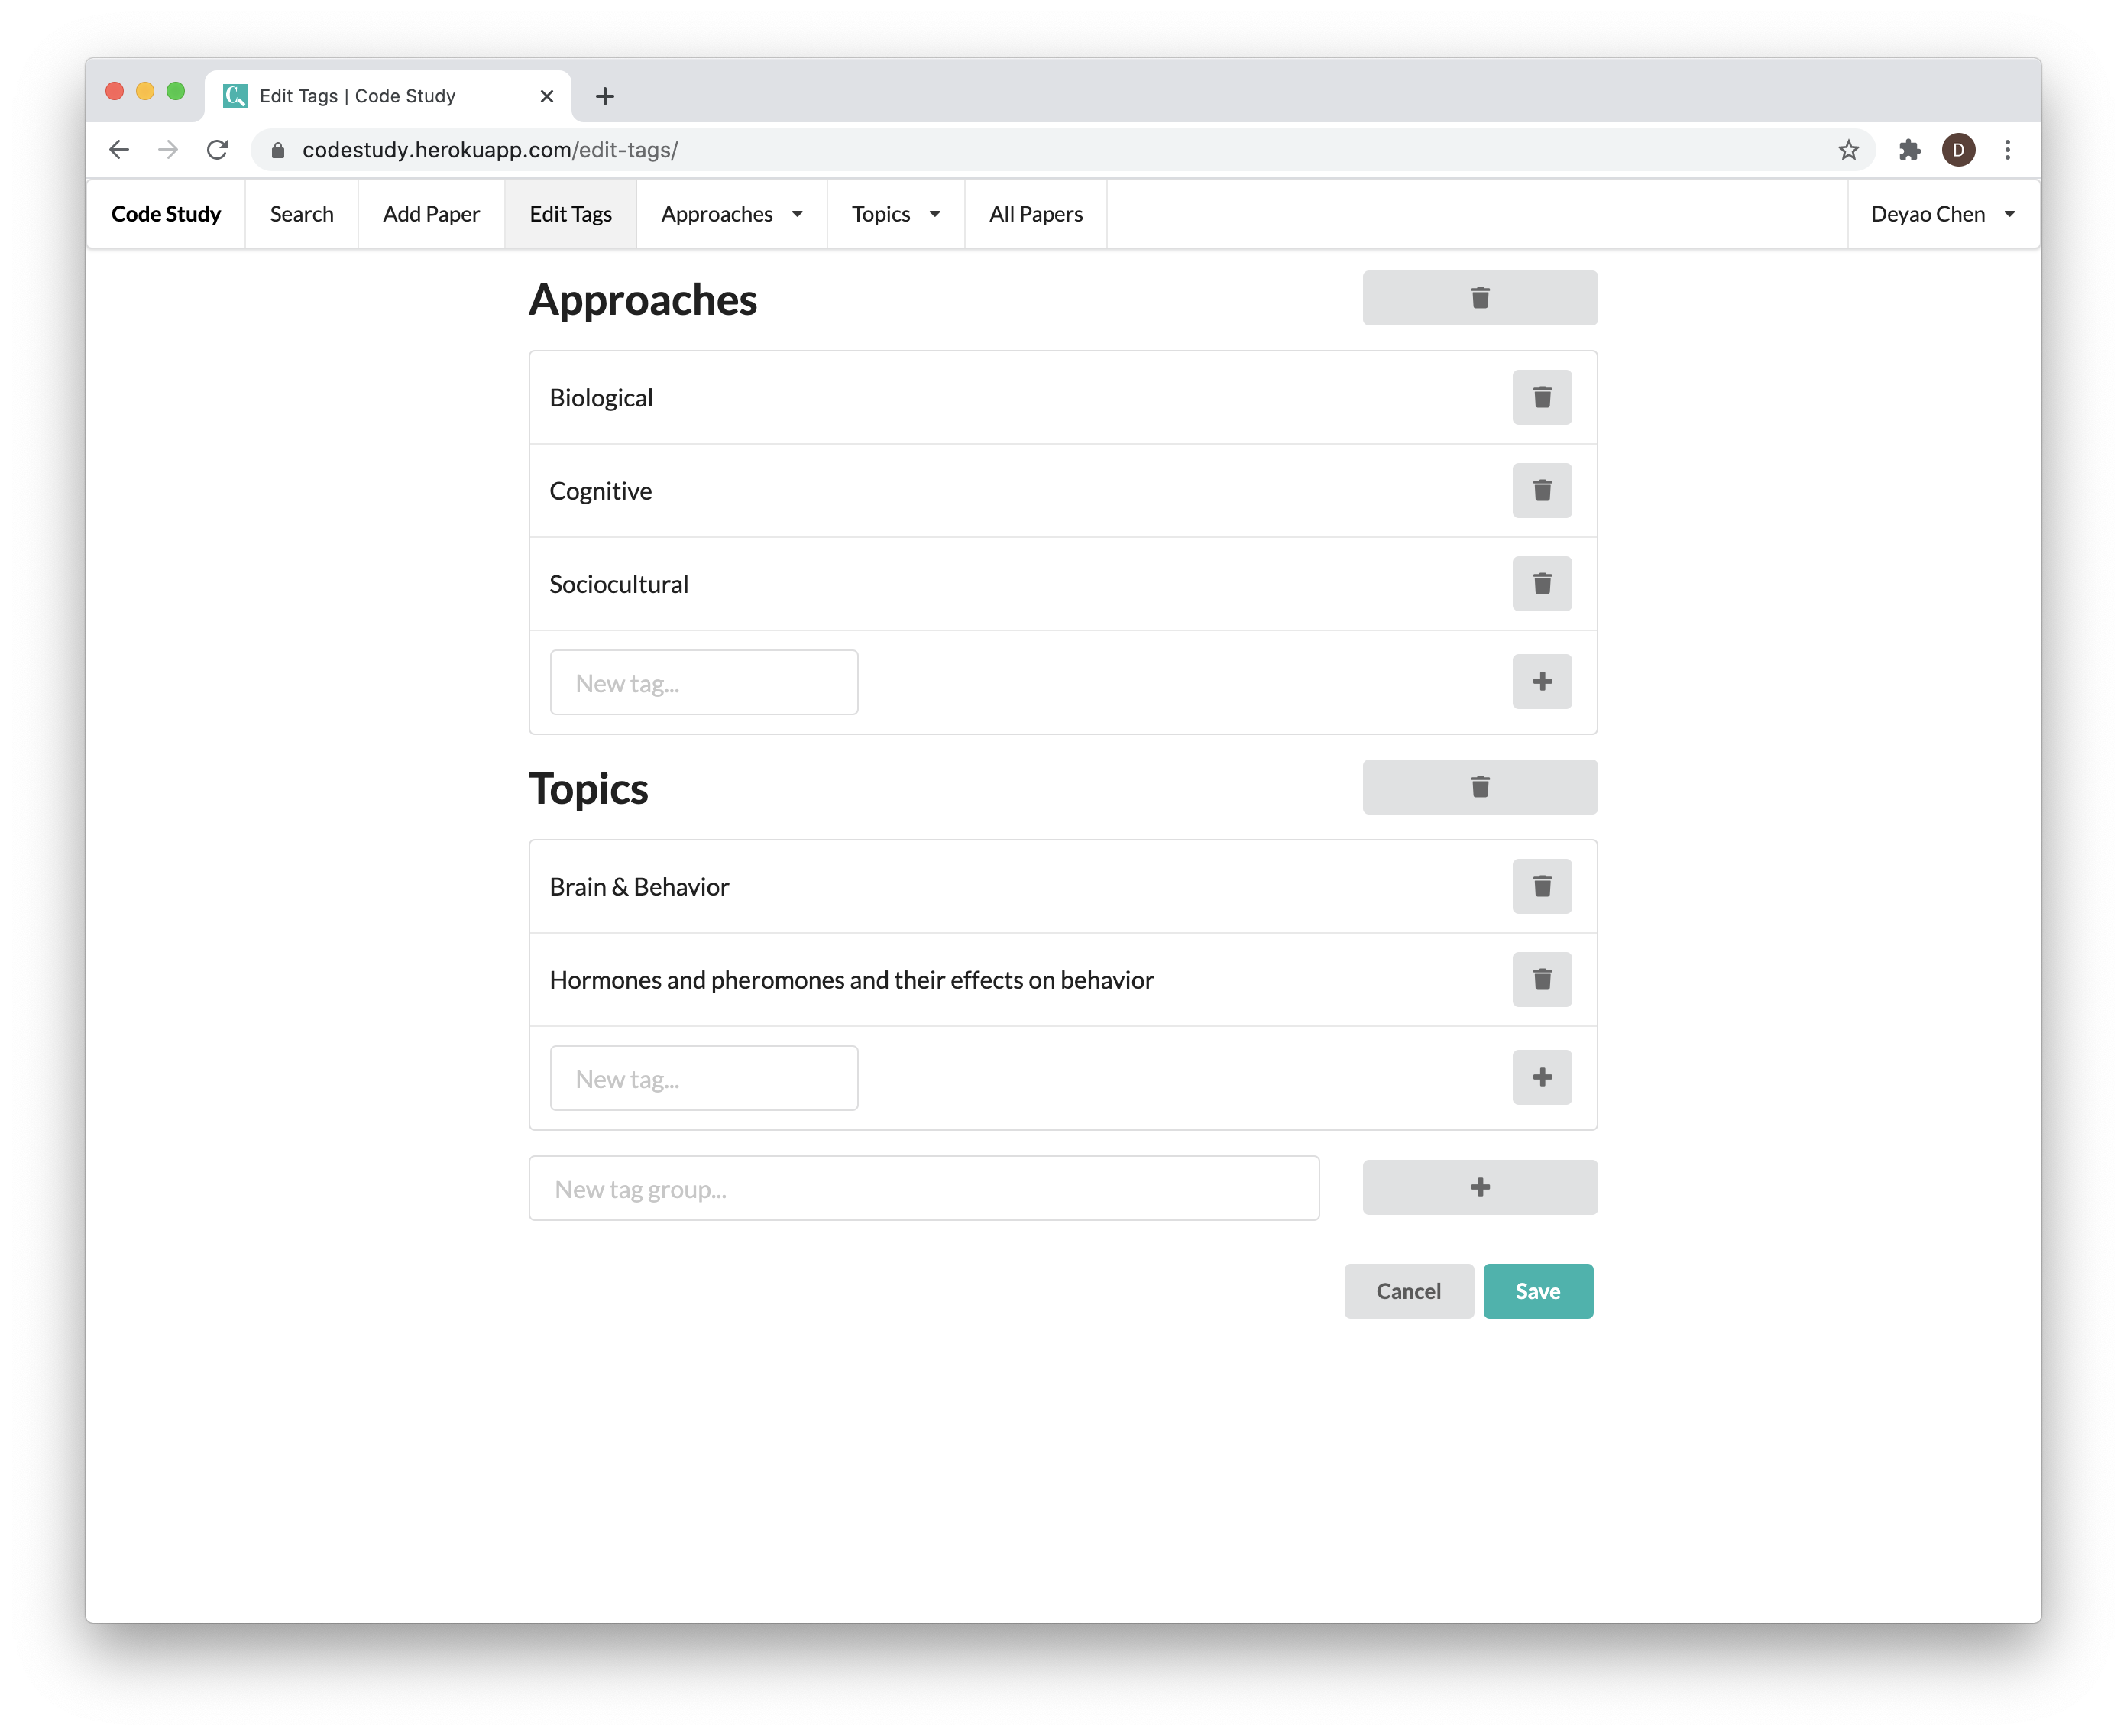 Edit Tags | Code Study
codestudy.herokuapp.com/edit-tags/
D
Code Study Search Add Paper Edit Tags Approaches Topics All Papers Deyao Chen
Approaches
Biological
Cognitive
Sociocultural
New tag...
Topics
Brain & Behavior
Hormones and pheromones and their effects on behavior
New tag...
New tag group...
Cancel Save